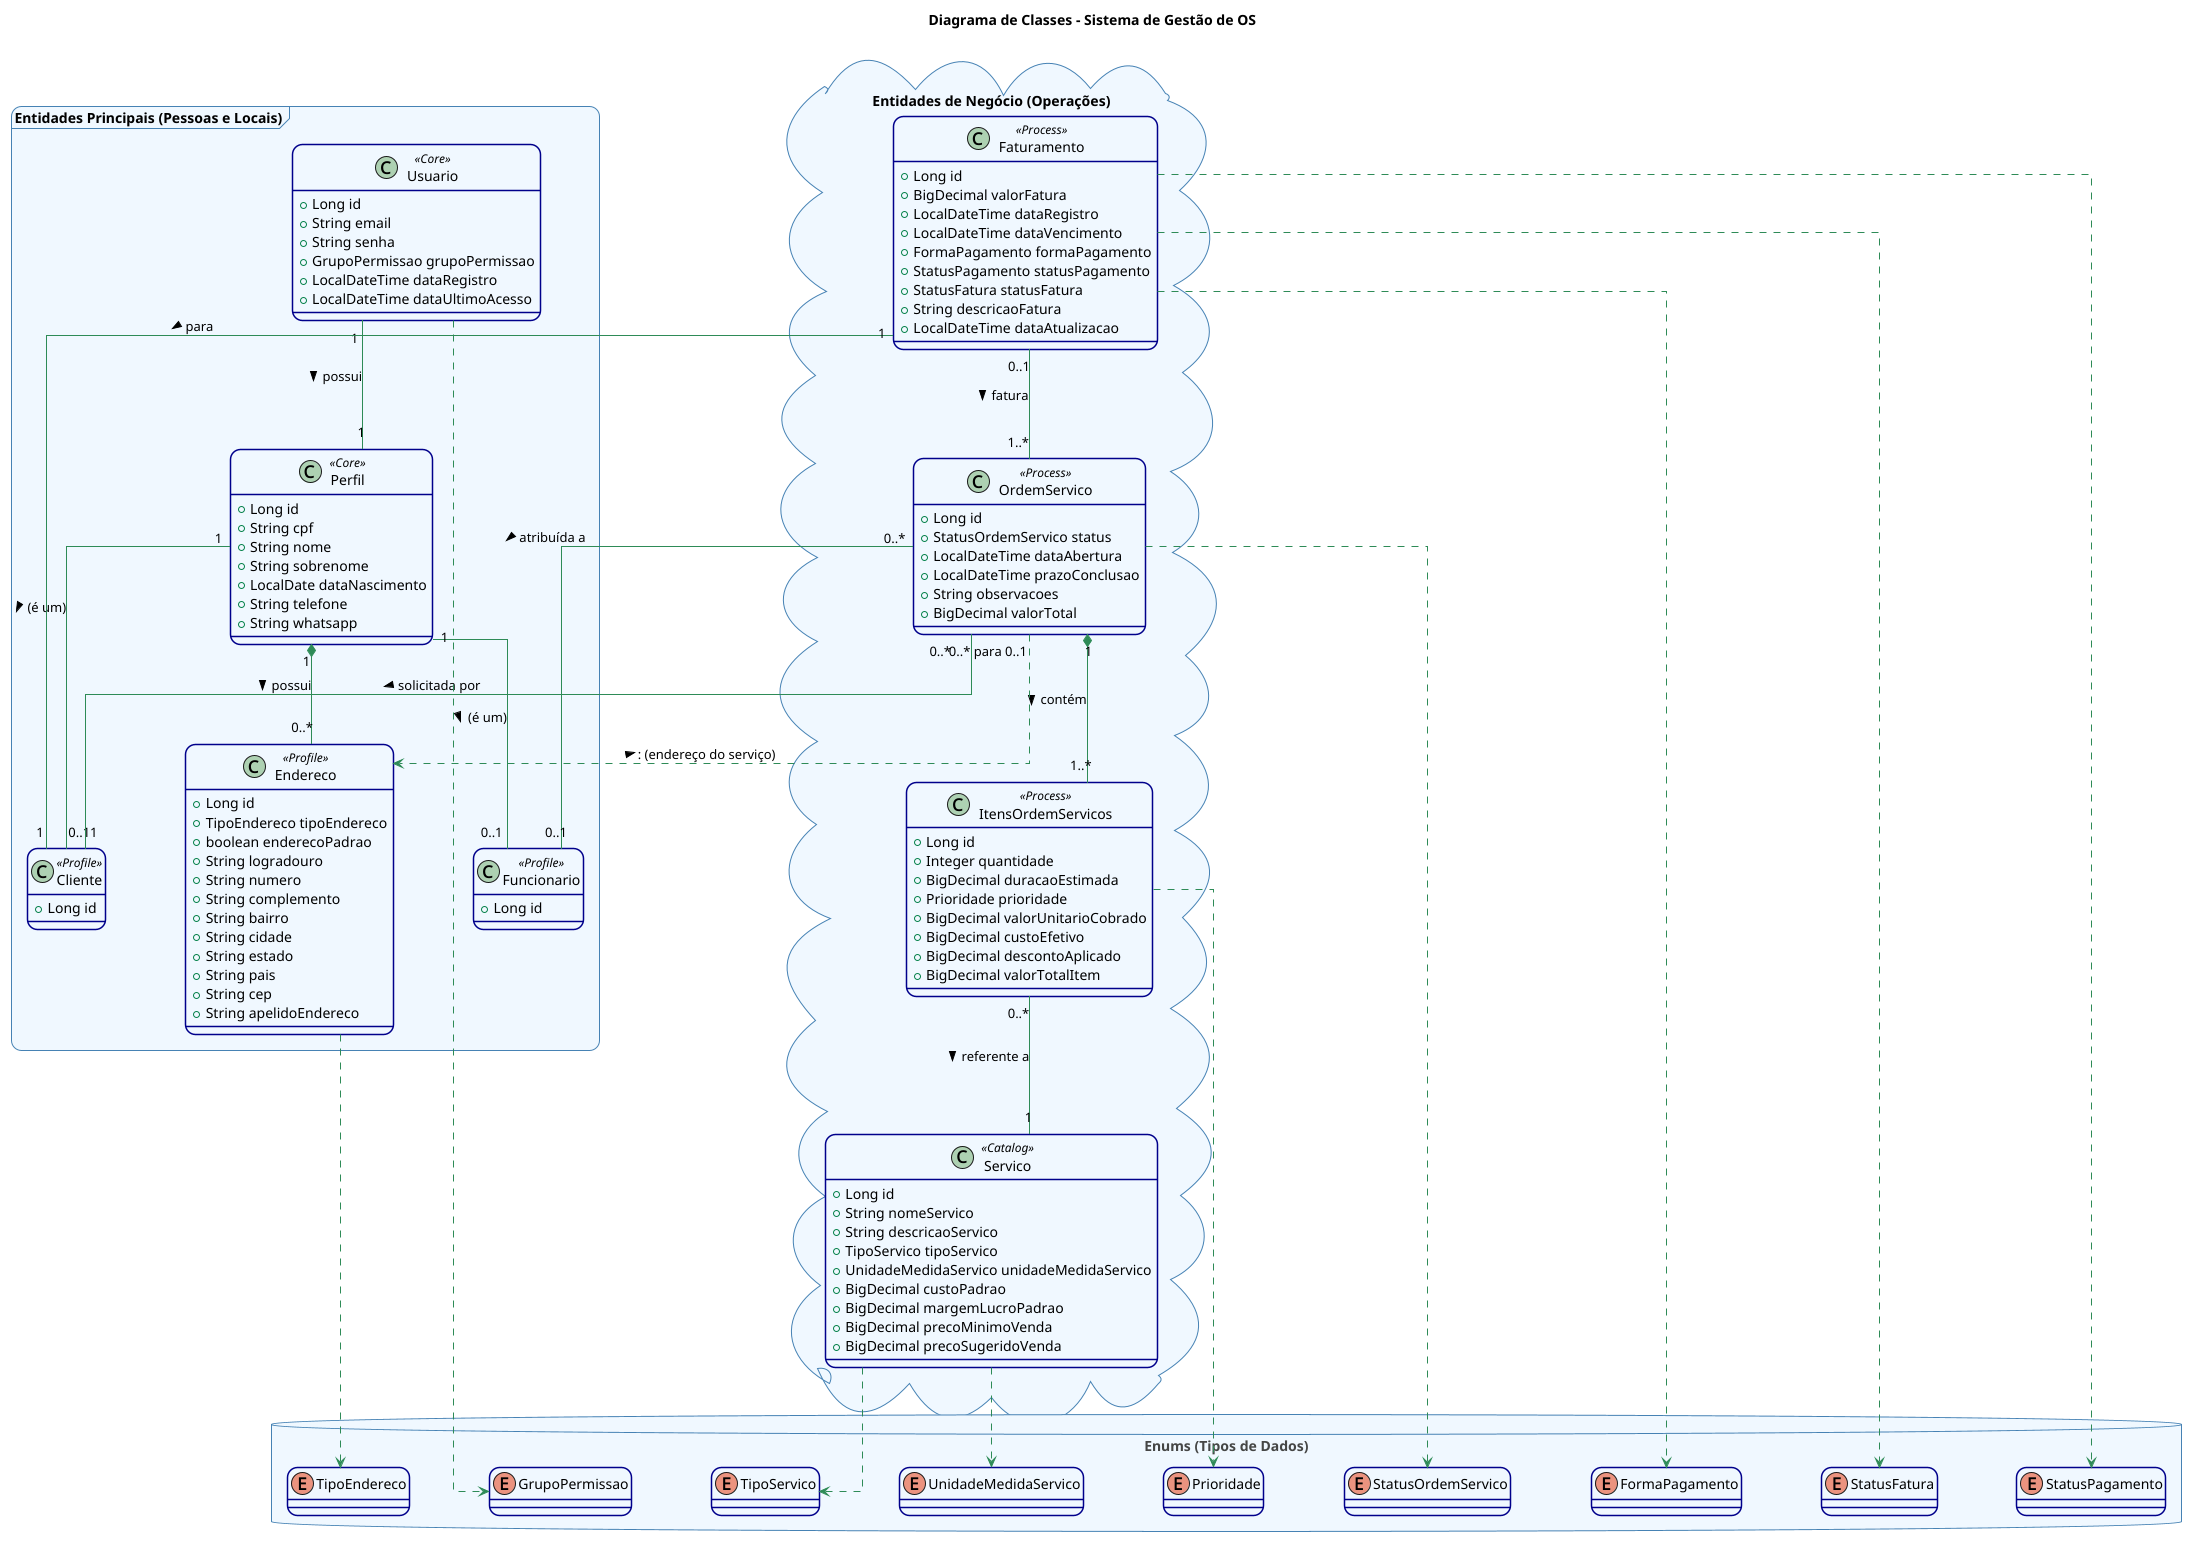 Diagrama de Classes - Sistema de Gestão de OS
Entidades Principais (Pessoas e Locais)
C
«Core»
Usuario
Long id
String email
String senha
GrupoPermissao grupoPermissao
LocalDateTime dataRegistro
LocalDateTime dataUltimoAcesso
para
1
possui
1
C
«Core»
Perfil
Long id
String cpf
String nome
String sobrenome
LocalDate dataNascimento
String telefone
String whatsapp
1
(é um)
1
1
possui
0..*
(é um)
C
«Profile»
Endereco
Long id
TipoEndereco tipoEndereco
boolean enderecoPadrao
String logradouro
String numero
String complemento
String bairro
String cidade
String estado
String pais
String cep
String apelidoEndereco
1
0..1
1
C
«Profile»
Cliente
Long id
0..1
0..1
C
«Profile»
Funcionario
Long id
Entidades de Negócio (Operações)
C
«Process»
Faturamento
Long id
BigDecimal valorFatura
LocalDateTime dataRegistro
LocalDateTime dataVencimento
FormaPagamento formaPagamento
StatusPagamento statusPagamento
StatusFatura statusFatura
String descricaoFatura
LocalDateTime dataAtualizacao
1
0..1
fatura
1..*
C
«Process»
OrdemServico
Long id
StatusOrdemServico status
LocalDateTime dataAbertura
LocalDateTime prazoConclusao
String observacoes
BigDecimal valorTotal
atribuída a
0..*
0..*
0..* para 0..1
1
solicitada por
contém
: (endereço do serviço)
1..*
C
«Process»
ItensOrdemServicos
Long id
Integer quantidade
BigDecimal duracaoEstimada
Prioridade prioridade
BigDecimal valorUnitarioCobrado
BigDecimal custoEfetivo
BigDecimal descontoAplicado
BigDecimal valorTotalItem
0..*
referente a
1
C
«Catalog»
Servico
Long id
String nomeServico
String descricaoServico
TipoServico tipoServico
UnidadeMedidaServico unidadeMedidaServico
BigDecimal custoPadrao
BigDecimal margemLucroPadrao
BigDecimal precoMinimoVenda
BigDecimal precoSugeridoVenda
Enums (Tipos de Dados)
E TipoEndereco
E GrupoPermissao
E TipoServico
E UnidadeMedidaServico
E Prioridade
E StatusOrdemServico
E FormaPagamento
E StatusFatura
E StatusPagamento